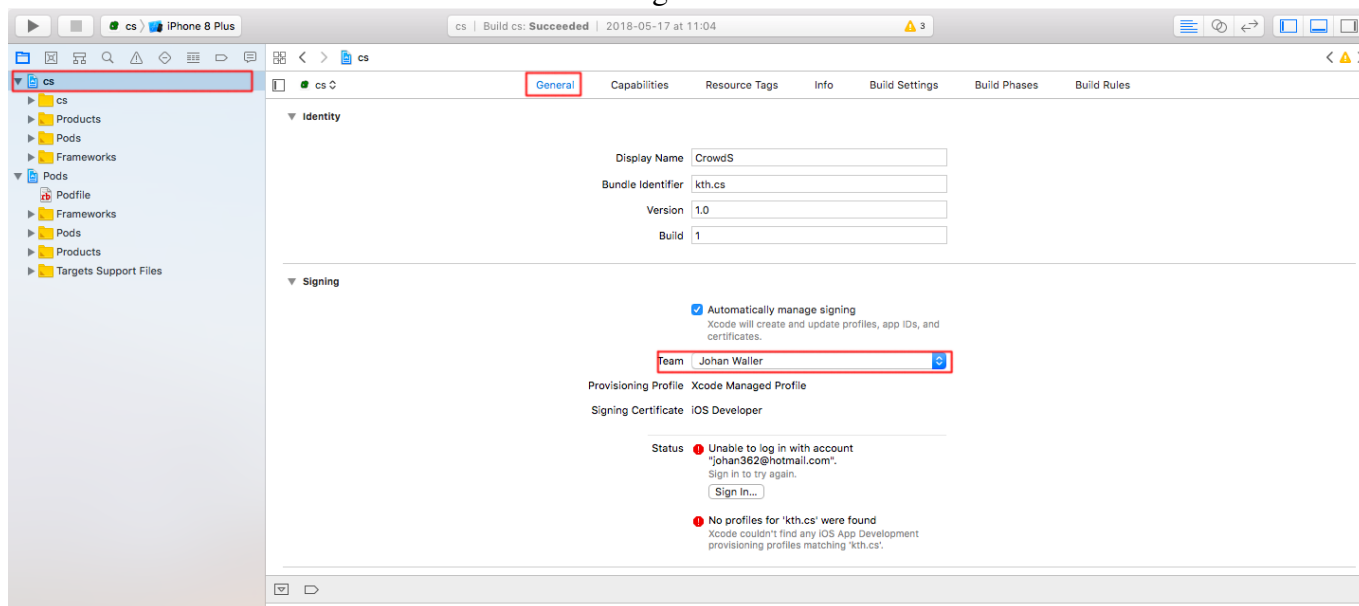 cs › iPhone 8 Plus
cs | Build cs: Succeeded | 2018-05-17 at 11:04
3
cs
cs
cs
Products
Pods
Frameworks
Pods
rb Podfile
Frameworks
Pods
Products
Targets Support Files
cs
General Capabilities Resource Tags Info Build Settings Build Phases Build Rules
Identity
Display Name CrowdS
Bundle Identifier kth.cs
Version 1.0
Build 1
Signing
Automatically manage signing
Xcode will create and update profiles, app IDs, and
certificates.
Team Johan Waller
Provisioning Profile Xcode Managed Profile
Signing Certificate iOS Developer
Status Unable to log in with account
"johan362@hotmail.com".
Sign in to try again.
Sign In...
No profiles for 'kth.cs' were found
Xcode couldn't find any iOS App Development
provisioning profiles matching 'kth.cs'.